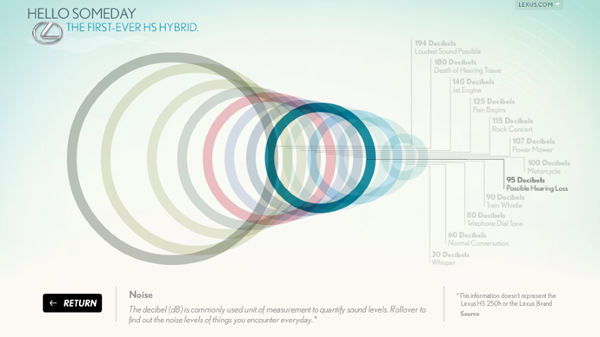 HELLO SOMEDAY
THE FIRST-EVER HS HYBRID.
LEXUS.COM
194 Decibels
Loudest Sound Possible
180 Decibels
Death of Hearing Tissue
140 Decibels
Jet Engine
125 Decibels
Pain Begins
115 Decibels
Rock Concert
107 Decibels
Power Mower
100 Decibels
Motorcycle
95 Decibels
Possible Hearing Loss
90 Decibels
Train Whistle
80 Decibels
Telephone Dial Tone
60 Decibels
Normal Conversation
30 Decibels
Whisper
← RETURN
Noise
The decibel (dB) is commonly used unit of measurement to quantify sound levels. Rollover to
find out the noise levels of things you encounter everyday. *
*This information doesn't represent the
Lexus HS 250h or the Lexus Brand
Source